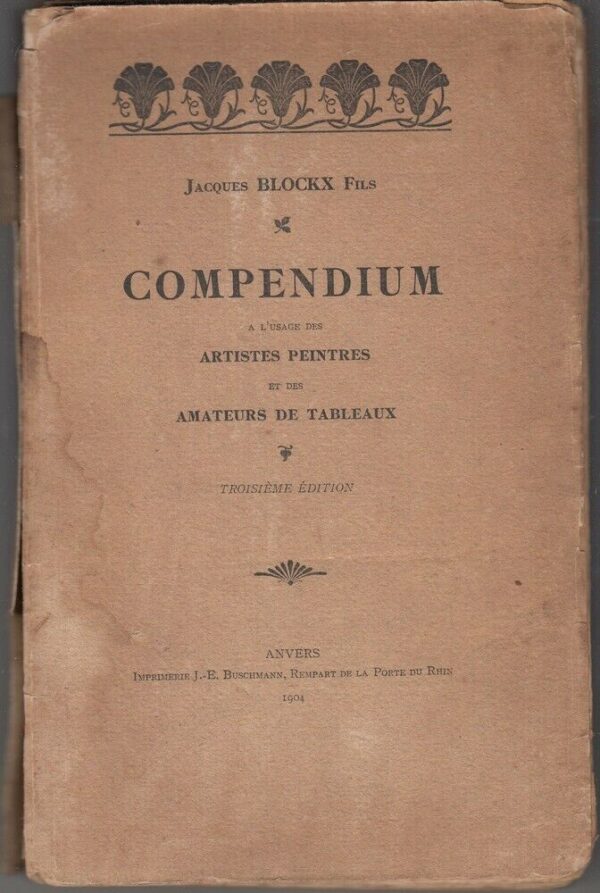 Jacques BLOCKX Fils
COMPENDIUM
A L'USAGE DES
ARTISTES PEINTRES
ET DES
AMATEURS DE TABLEAUX
TROISIÈME ÉDITION
ANVERS
Imprimerie J.-E. Buschmann, Rempart de la Porte du Rhin
1904